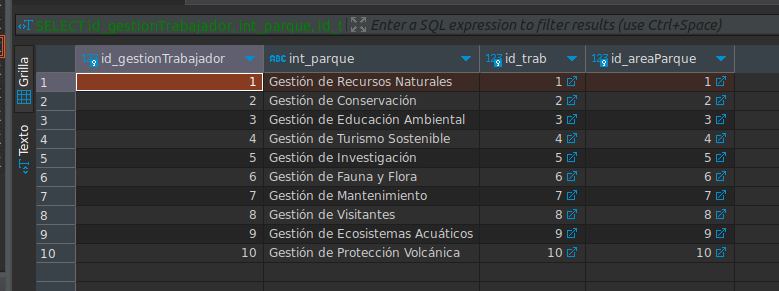 SELECT id_gestionTrabajador, int_parque, id_t Enter a SQL expression to filter results (use Ctrl+Space)
Grilla
Texto
123 id_gestionTrabajador ABC int_parque 123 id_trab 123 id_areaParque
1 1 Gestión de Recursos Naturales 1 1
2 2 Gestión de Conservación 2 2
3 3 Gestión de Educación Ambiental 3 3
4 4 Gestión de Turismo Sostenible 4 4
5 5 Gestión de Investigación 5 5
6 6 Gestión de Fauna y Flora 6 6
7 7 Gestión de Mantenimiento 7 7
8 8 Gestión de Visitantes 8 8
9 9 Gestión de Ecosistemas Acuáticos 9 9
10 10 Gestión de Protección Volcánica 10 10